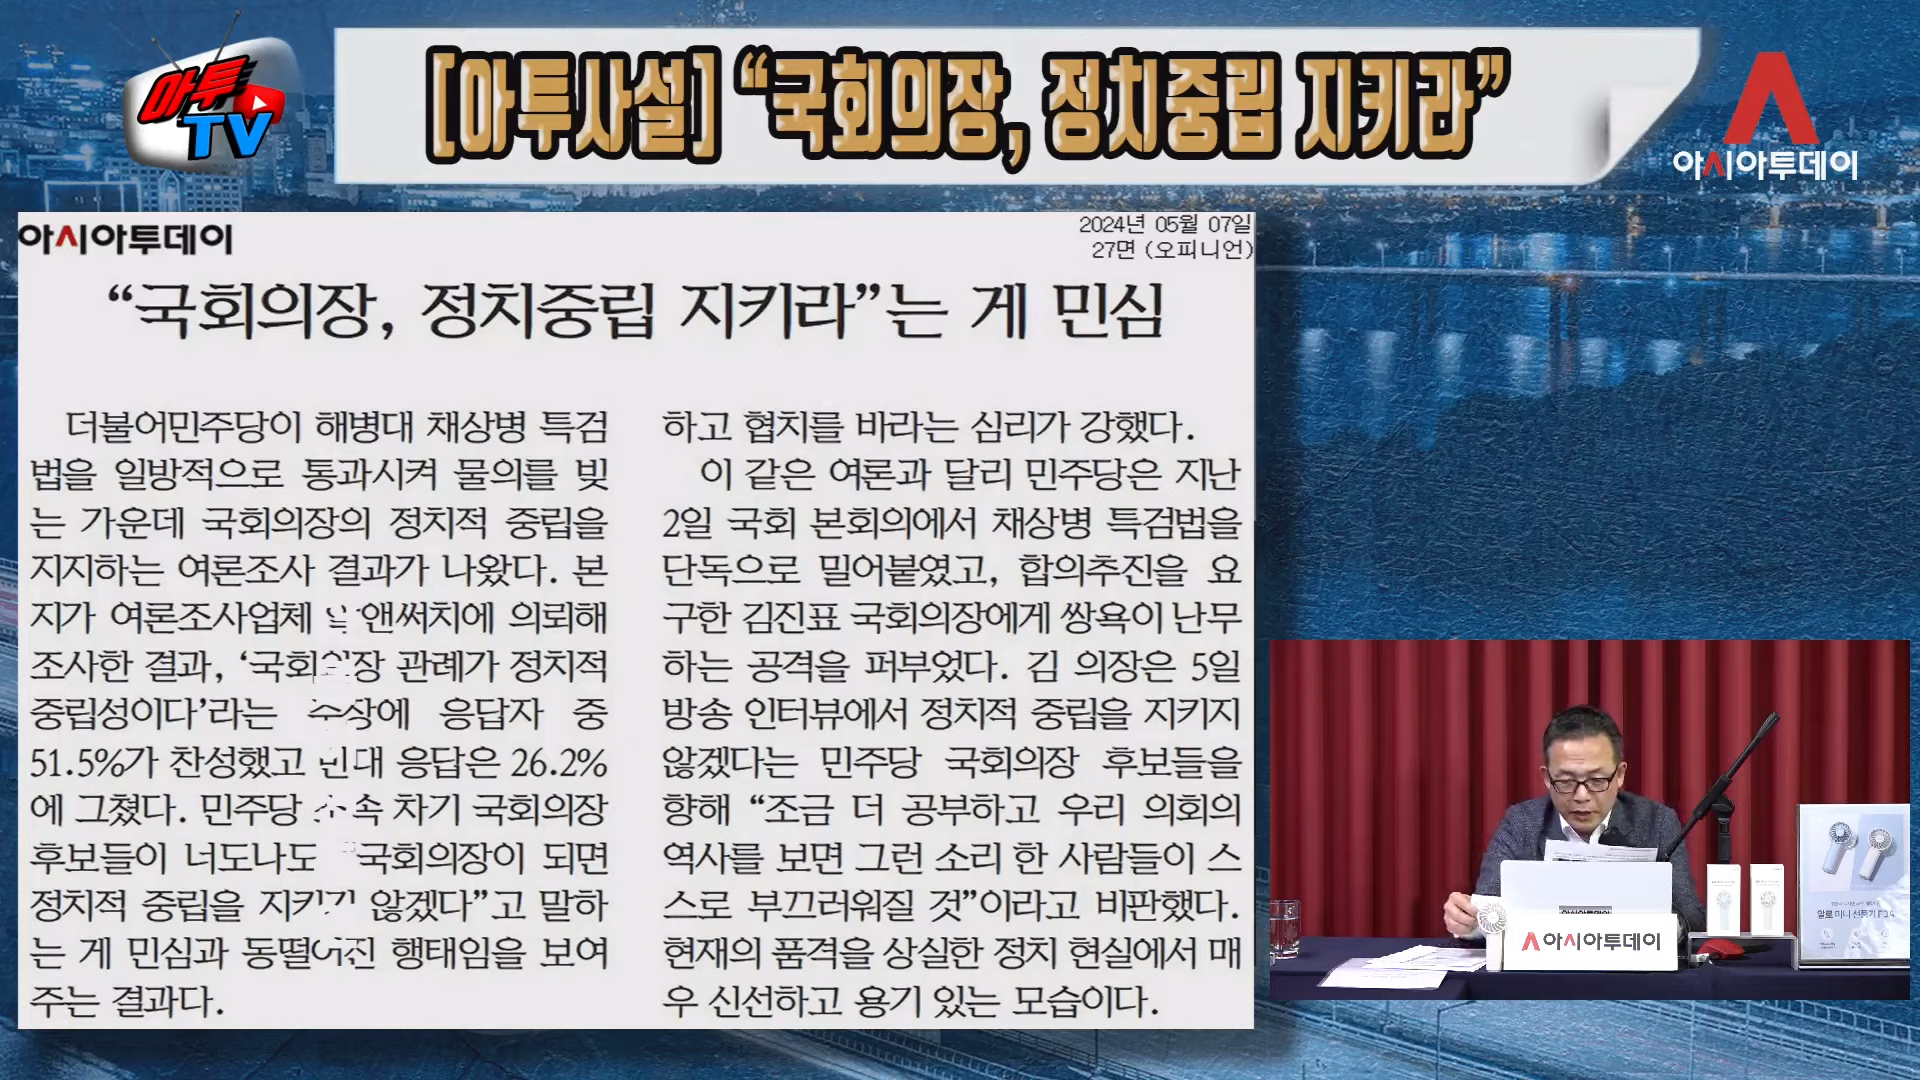 아투
TV
[아투사설] “국회의장, 정치중립 지키라”
아시아투데이
아시아투데이
2024년 05월 07일
27면 (오피니언)
“국회의장, 정치중립 지키라”는 게 민심
더불어민주당이 해병대 채상병 특검
법을 일방적으로 통과시켜 물의를 빚
는 가운데 국회의장의 정치적 중립을
지지하는 여론조사 결과가 나왔다. 본
지가 여론조사업체 앤써치에 의뢰해
조사한 결과, ‘국회의장 관례가 정치적
중립성이다’라는 응답자 중
51.5%가 찬성했고 반대 응답은 26.2%
에 그쳤다. 민주당 소속 차기 국회의장
후보들이 너도나도 “국회의장이 되면
정치적 중립을 지키지 않겠다”고 말하
는 게 민심과 동떨어진 행태임을 보여
주는 결과다.
하고 협치를 바라는 심리가 강했다.
이 같은 여론과 달리 민주당은 지난
2일 국회 본회의에서 채상병 특검법을
단독으로 밀어붙였고, 합의추진을 요
구한 김진표 국회의장에게 쌍욕이 난무
하는 공격을 퍼부었다. 김 의장은 5일
방송 인터뷰에서 정치적 중립을 지키지
않겠다는 민주당 국회의장 후보들을
향해 “조금 더 공부하고 우리 의회의
역사를 보면 그런 소리 한 사람들이 스
스로 부끄러워질 것”이라고 비판했다.
현재의 품격을 상실한 정치 현실에서 매
우 신선하고 용기 있는 모습이다.
아시아투데이
알로 미니 선풍기 F3A